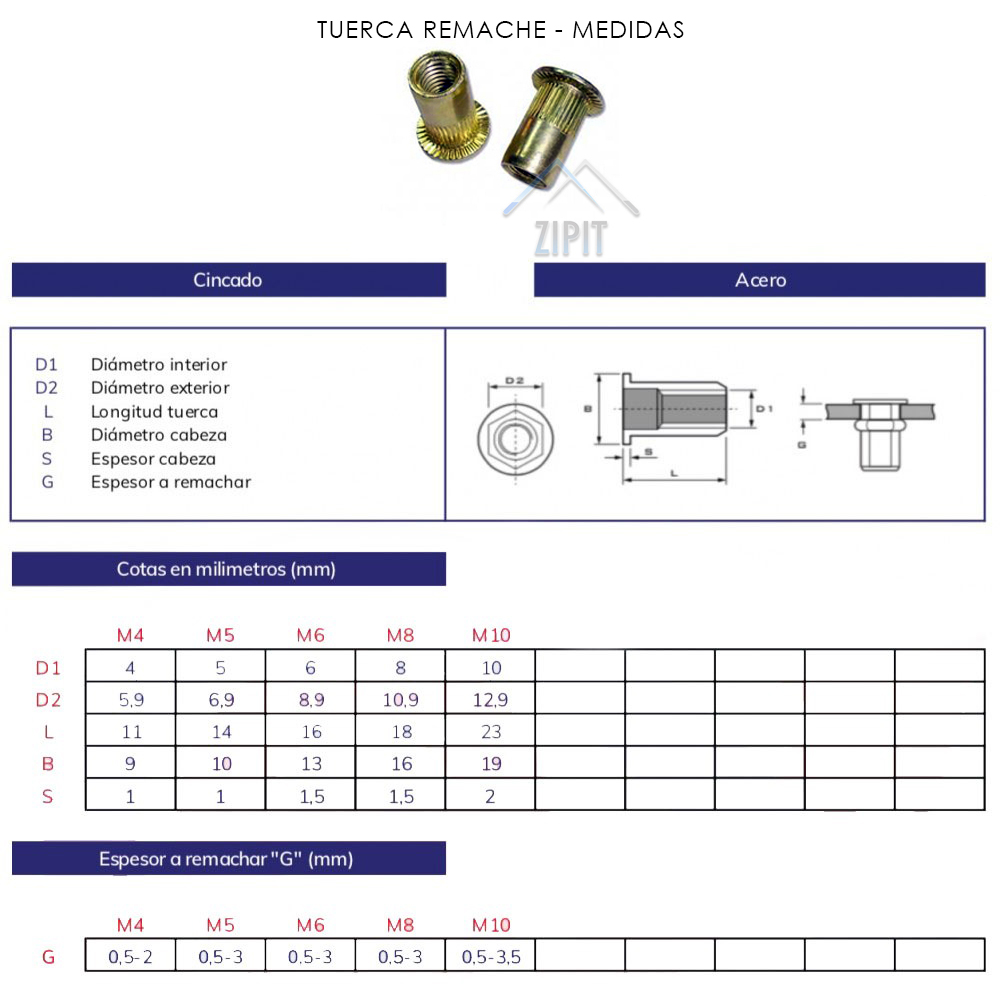 TUERCA REMACHE - MEDIDAS
ZIPIT
Cincado
Acero
D1 Diámetro interior
D2 Diámetro exterior
L Longitud tuerca
B Diámetro cabeza
S Espesor cabeza
G Espesor a remachar
D2
B
D1
S
L
G
Cotas en milimetros (mm)
M4 M5 M6 M8 M10
D1 4 5 6 8 10
D2 5,9 6,9 8,9 10,9 12,9
L 11 14 16 18 23
B 9 10 13 16 19
S 1 1 1,5 1,5 2
Espesor a remachar "G" (mm)
M4 M5 M6 M8 M10
G 0,5-2 0,5-3 0,5-3 0,5-3 0,5-3,5